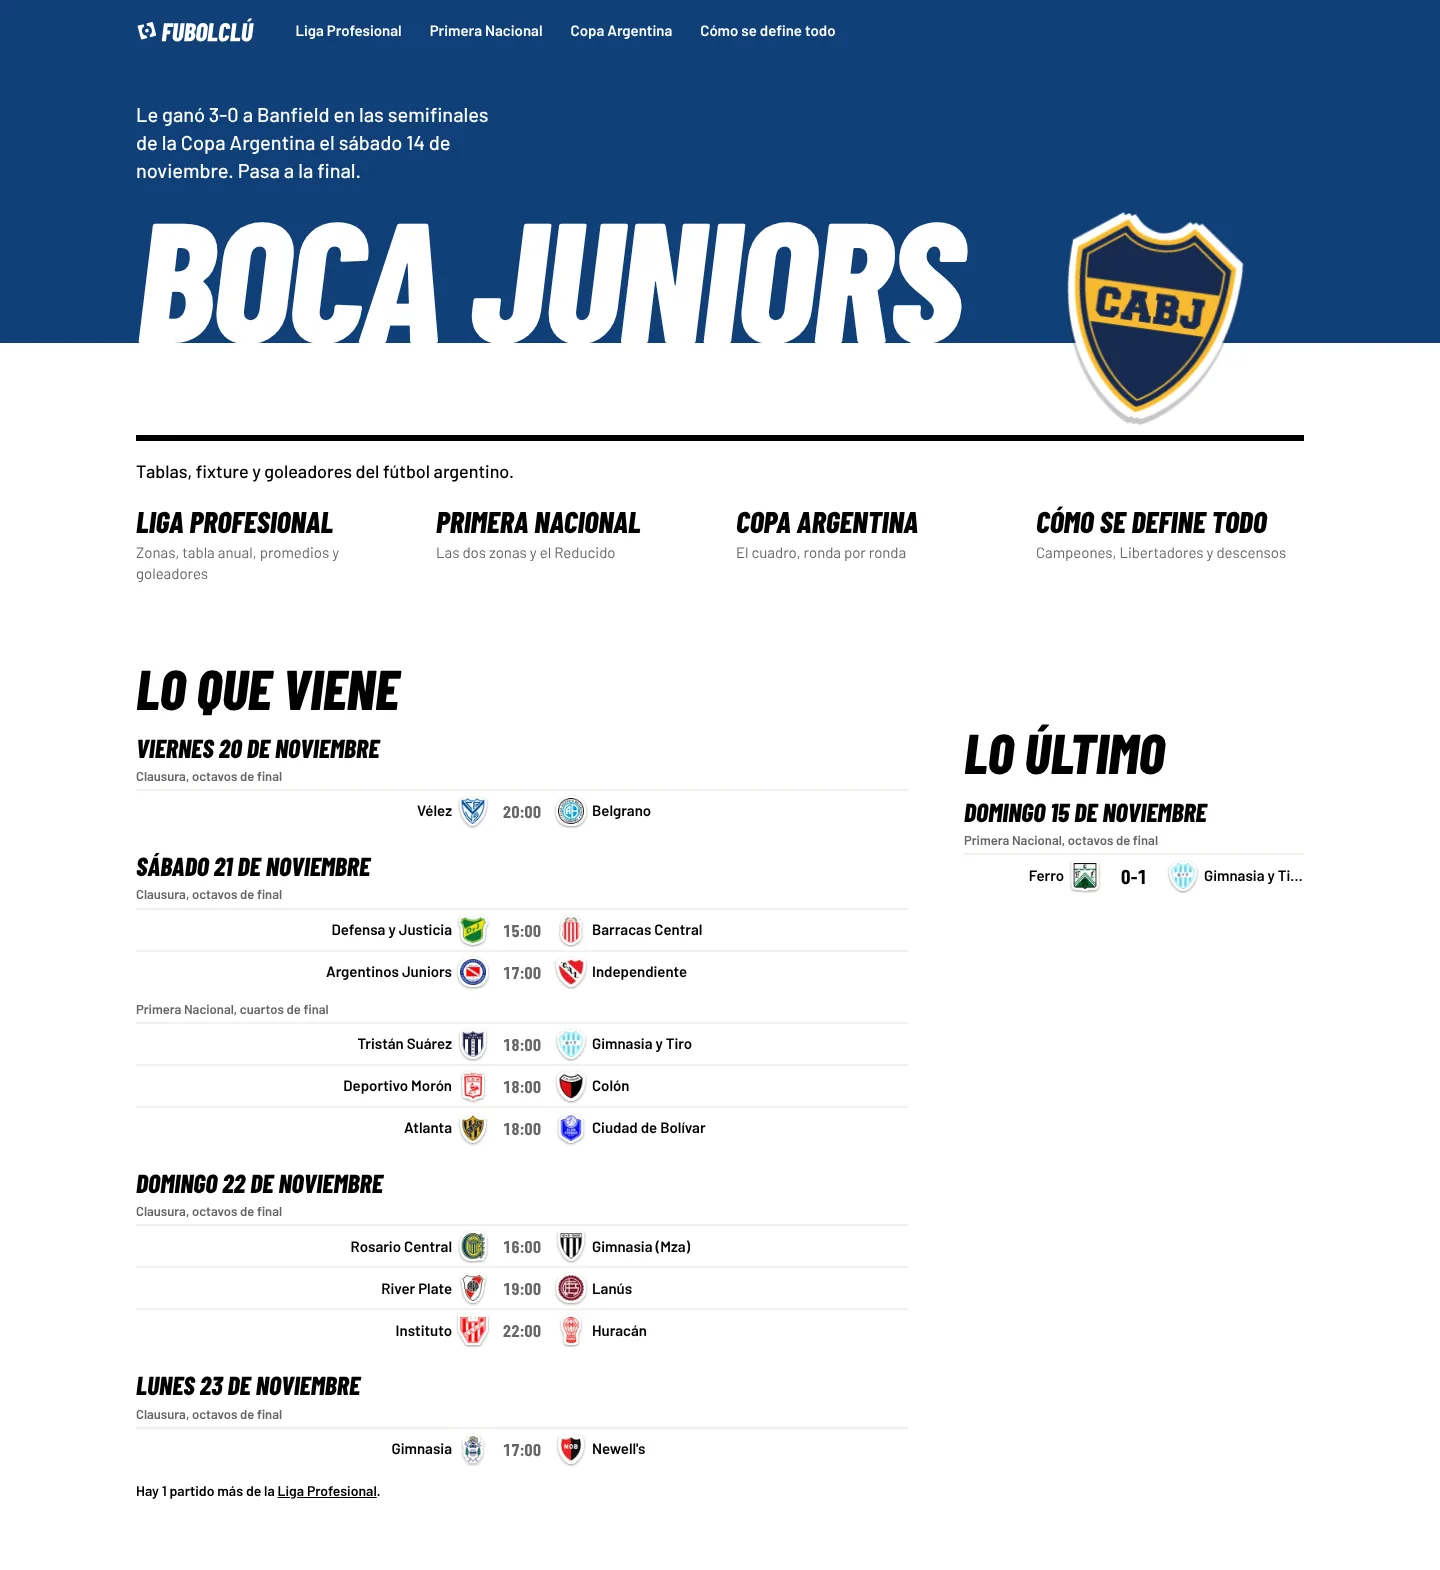 FUBOLCLÚ
Liga Profesional
Primera Nacional
Copa Argentina
Cómo se define todo
Le ganó 3-0 a Banfield en las semifinales
de la Copa Argentina el sábado 14 de
noviembre. Pasa a la final.
BOCA JUNIORS
CABJ
Tablas, fixture y goleadores del fútbol argentino.
LIGA PROFESIONAL
Zonas, tabla anual, promedios y
goleadores
PRIMERA NACIONAL
Las dos zonas y el Reducido
COPA ARGENTINA
El cuadro, ronda por ronda
CÓMO SE DEFINE TODO
Campeones, Libertadores y descensos
LO QUE VIENE
VIERNES 20 DE NOVIEMBRE
Clausura, octavos de final
Vélez 20:00 Belgrano
SÁBADO 21 DE NOVIEMBRE
Clausura, octavos de final
Defensa y Justicia 15:00 Barracas Central
Argentinos Juniors 17:00 Independiente
Primera Nacional, cuartos de final
Tristán Suárez 18:00 Gimnasia y Tiro
Deportivo Morón 18:00 Colón
Atlanta 18:00 Ciudad de Bolívar
DOMINGO 22 DE NOVIEMBRE
Clausura, octavos de final
Rosario Central 16:00 Gimnasia (Mza)
River Plate 19:00 Lanús
Instituto 22:00 Huracán
LUNES 23 DE NOVIEMBRE
Clausura, octavos de final
Gimnasia 17:00 Newell's
Hay 1 partido más de la Liga Profesional.
LO ÚLTIMO
DOMINGO 15 DE NOVIEMBRE
Primera Nacional, octavos de final
Ferro 0-1 Gimnasia y Ti...